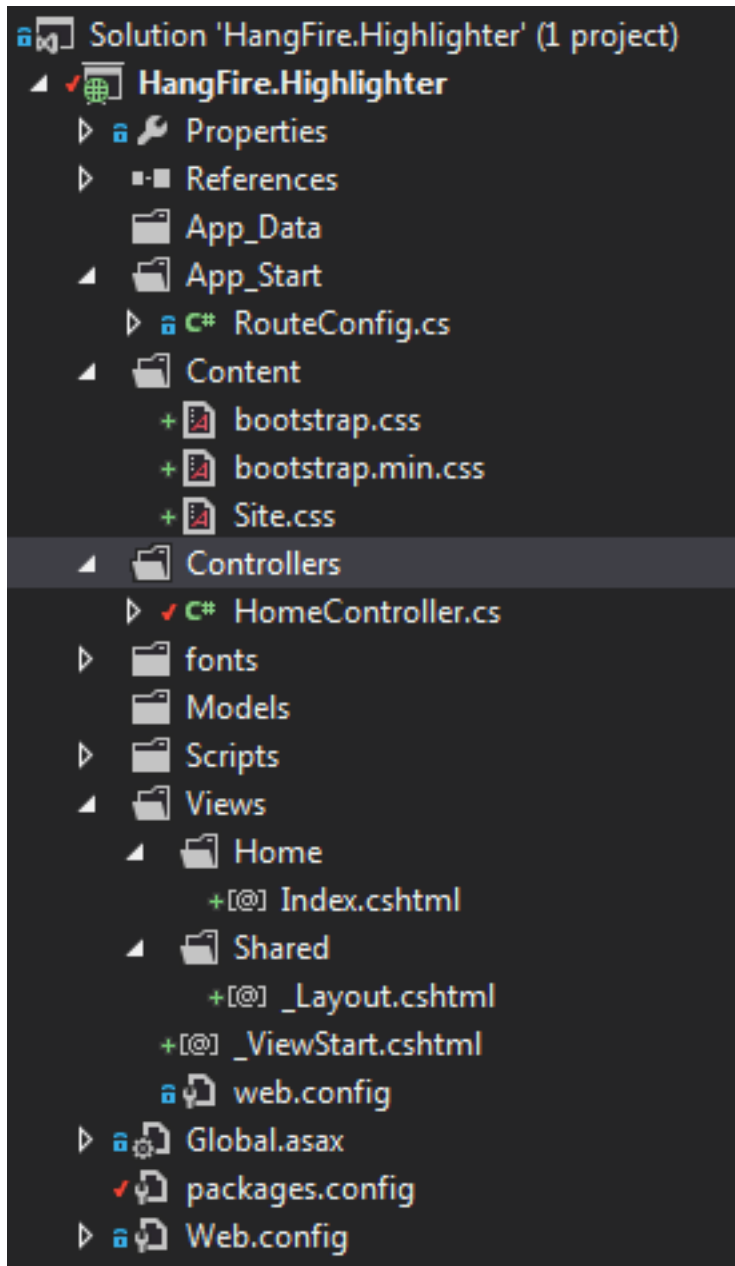 Solution 'HangFire.Highlighter' (1 project)
HangFire.Highlighter
Properties
References
App_Data
App_Start
C# RouteConfig.cs
Content
bootstrap.css
bootstrap.min.css
Site.css
Controllers
C# HomeController.cs
fonts
Models
Scripts
Views
Home
+[@] Index.cshtml
Shared
+[@] _Layout.cshtml
+[@] _ViewStart.cshtml
web.config
Global.asax
packages.config
Web.config